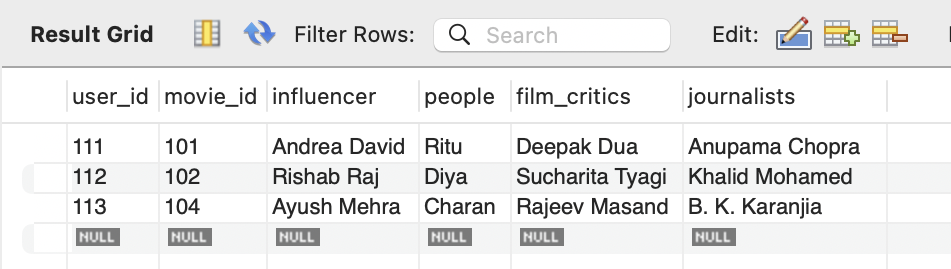 Result Grid Filter Rows: Search Edit:
user_id movie_id influencer people film_critics journalists
111 101 Andrea David Ritu Deepak Dua Anupama Chopra
112 102 Rishab Raj Diya Sucharita Tyagi Khalid Mohamed
113 104 Ayush Mehra Charan Rajeev Masand B. K. Karanjia
NULL NULL NULL NULL NULL NULL